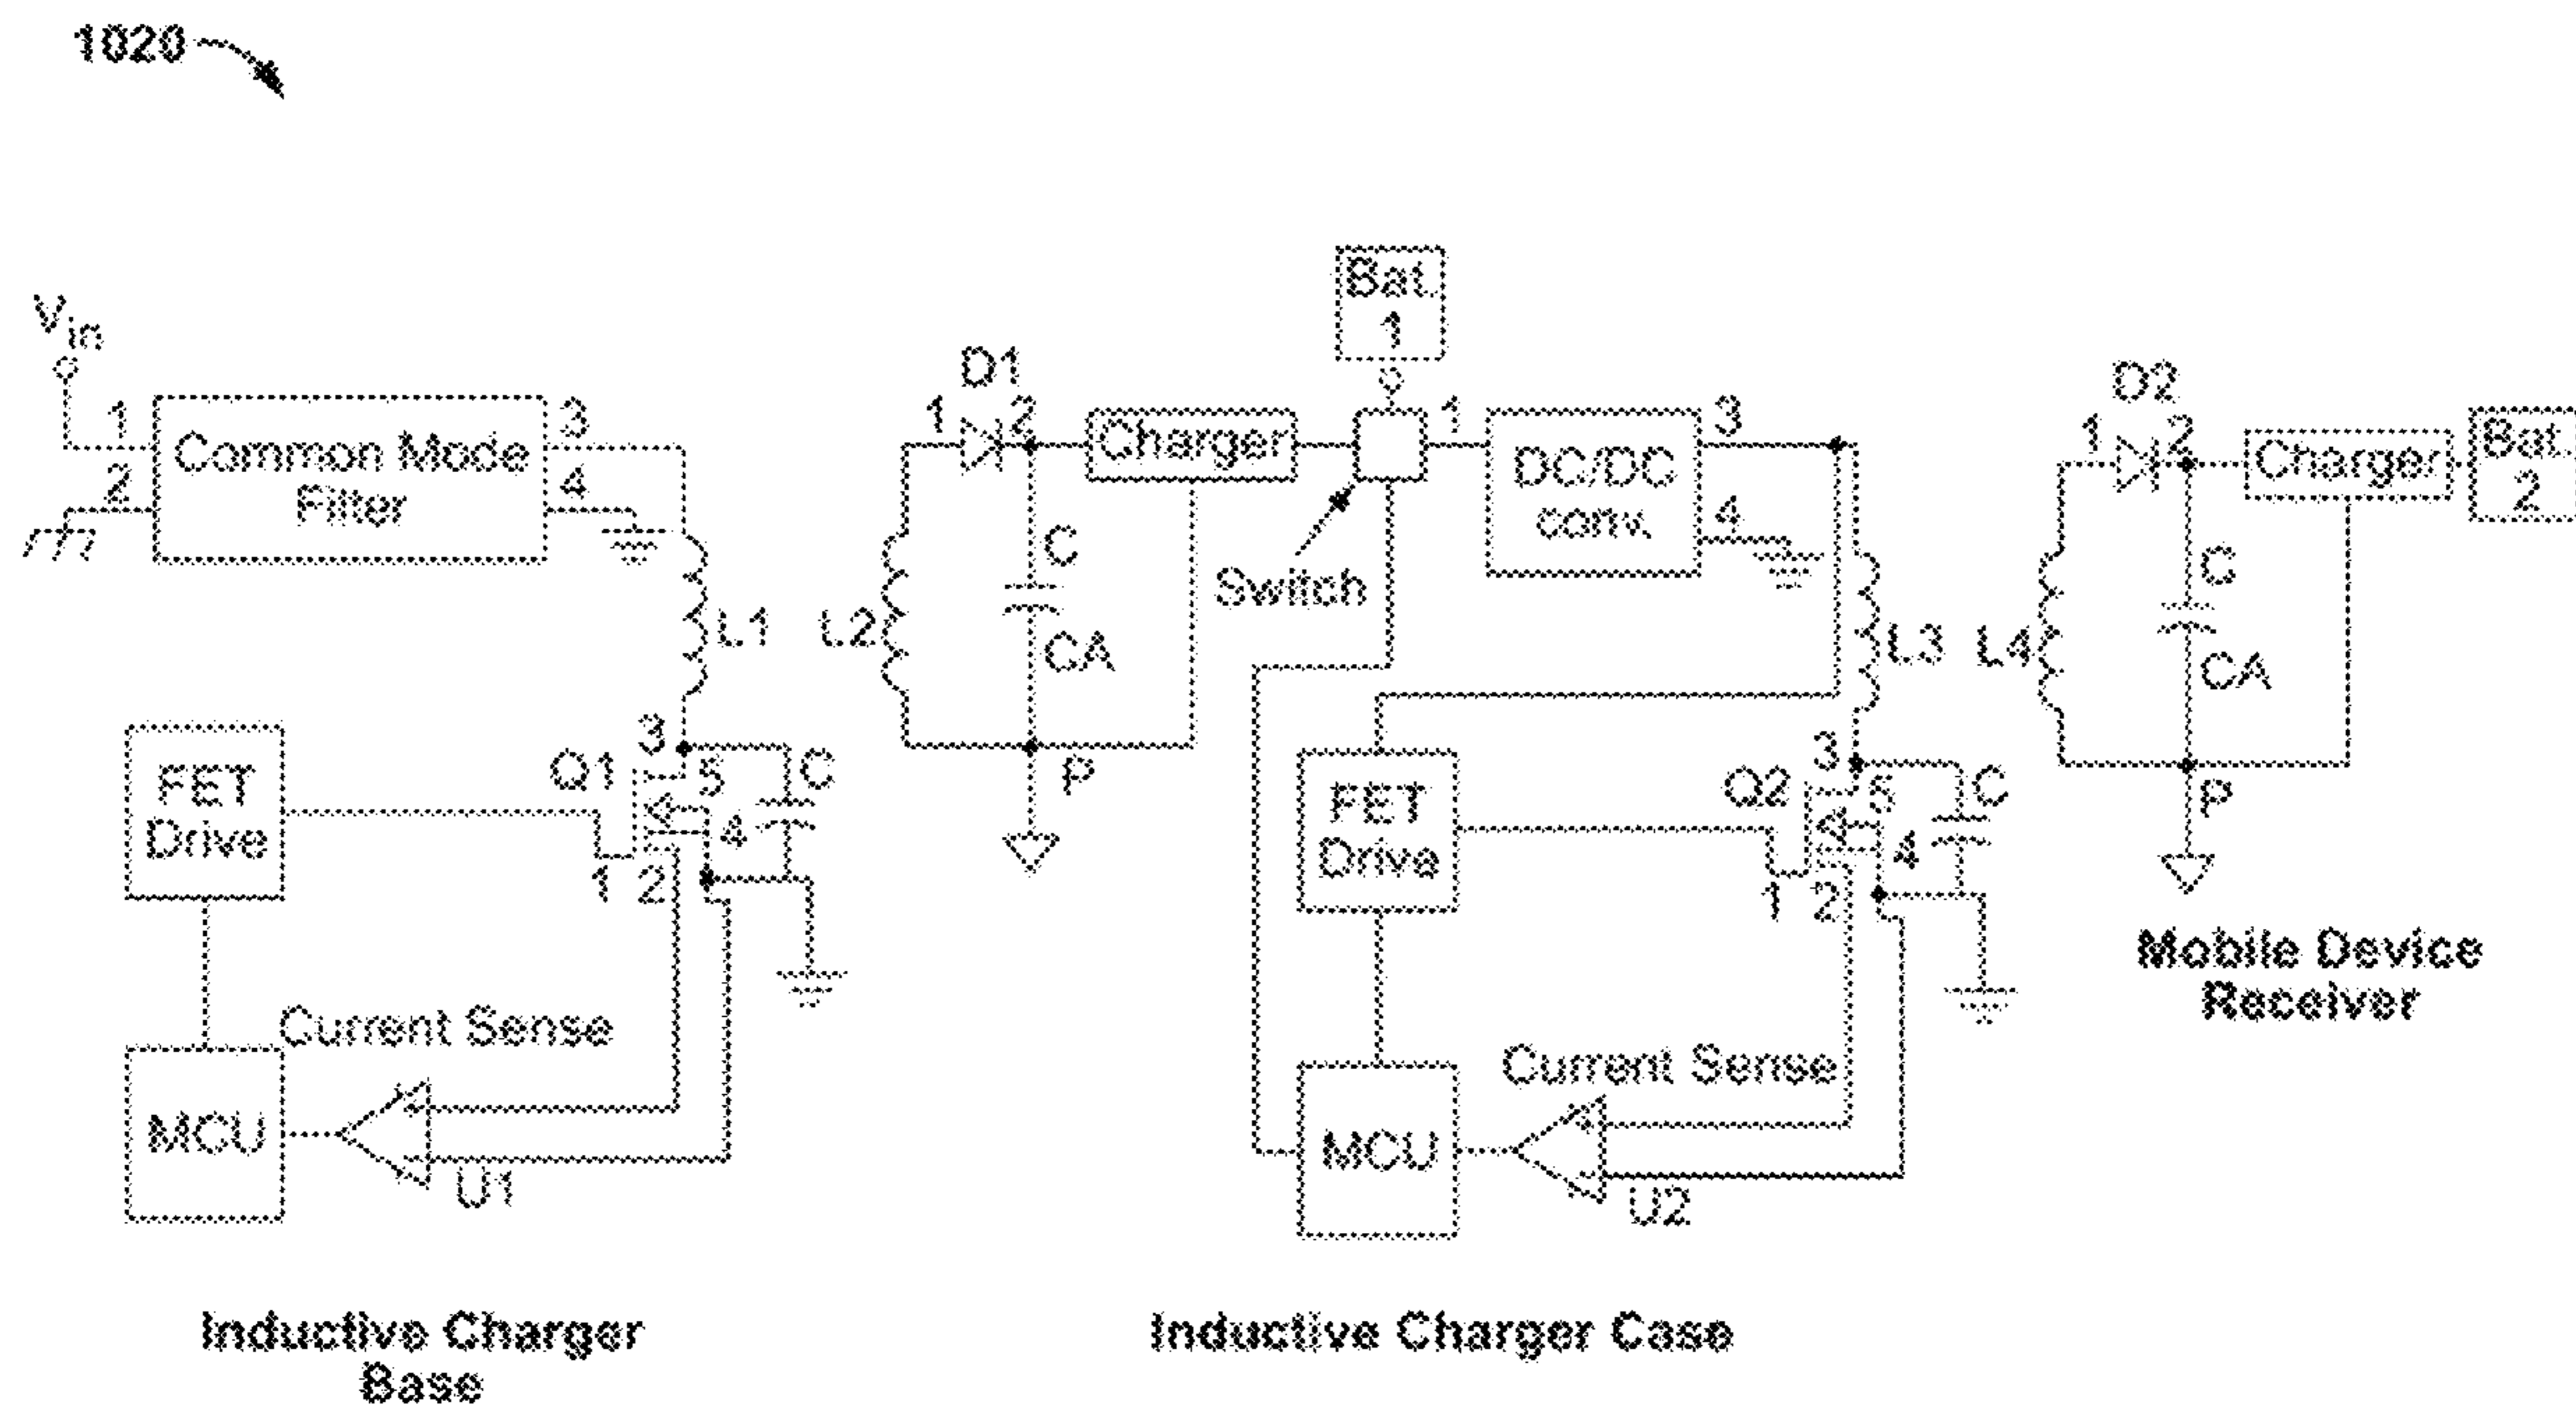 1020
Vin
1
2
Common Mode
Filter
3
4
L1
FET
Drive
Q1
3
5
4
1
2
C
Current Sense
MCU
U1
Inductive Charger
Base
L2
D1
1
2
C
CA
P
Charger
Switch
Bat.
1
1
DC/DC
conv.
3
4
L3
FET
Drive
Q2
3
5
4
1
2
C
Current Sense
MCU
U2
Inductive Charger Case
L4
D2
1
2
C
CA
P
Charger
Bat.
2
Mobile Device
Receiver